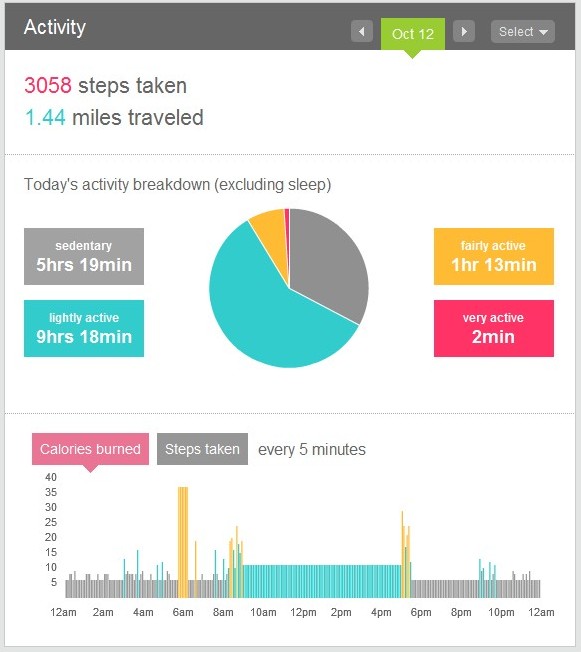 Activity
Oct 12
Select
3058 steps taken
1.44 miles traveled
Today's activity breakdown (excluding sleep)
sedentary
5hrs 19min
lightly active
9hrs 18min
fairly active
1hr 13min
very active
2min
Calories burned Steps taken every 5 minutes
40
35
30
25
20
15
10
5
12am 2am 4am 6am 8am 10am 12pm 2pm 4pm 6pm 8pm 10pm 12am